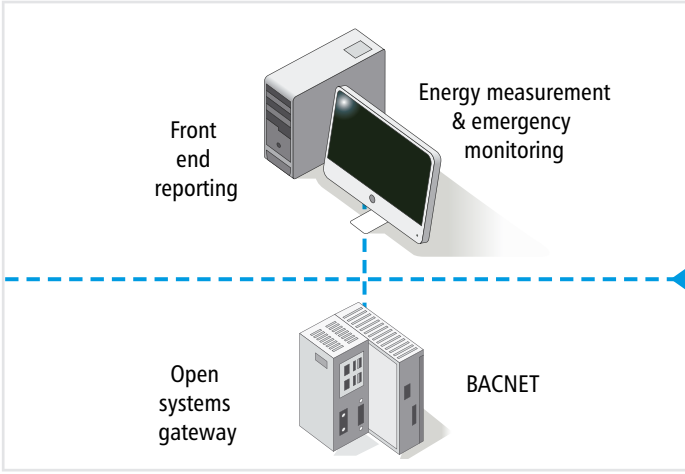 Front
end
reporting
Energy measurement
& emergency
monitoring
Open
systems
gateway
BACNET